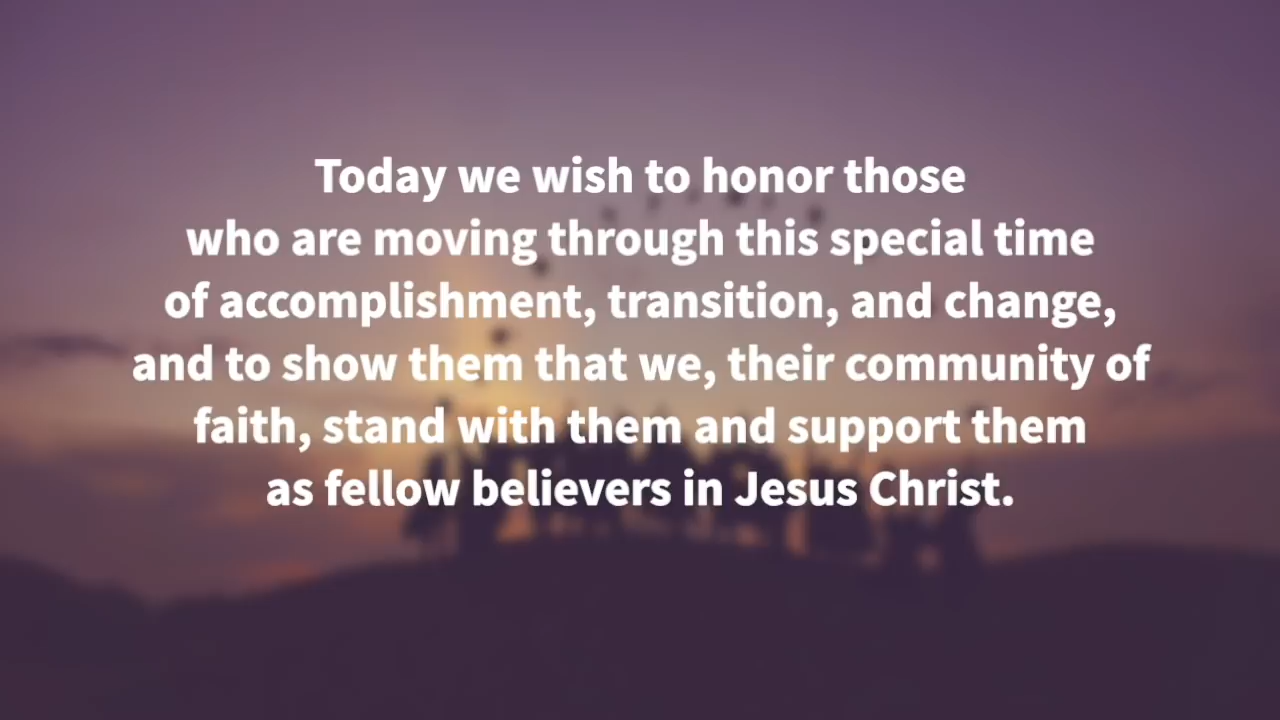 Today we wish to honor those
who are moving through this special time
of accomplishment, transition, and change,
and to show them that we, their community of
faith, stand with them and support them
as fellow believers in Jesus Christ.